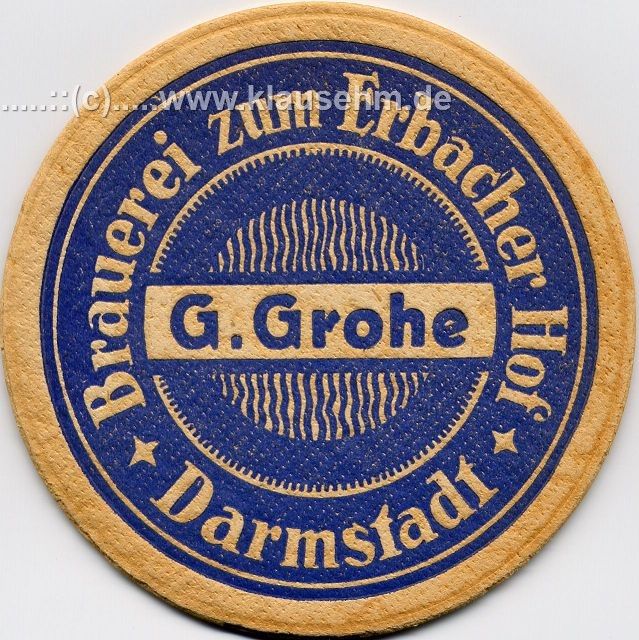 .....::(c).....www.klausehm.de
Brauerei zum Erbacher Hof
G. Grohe
Darmstadt